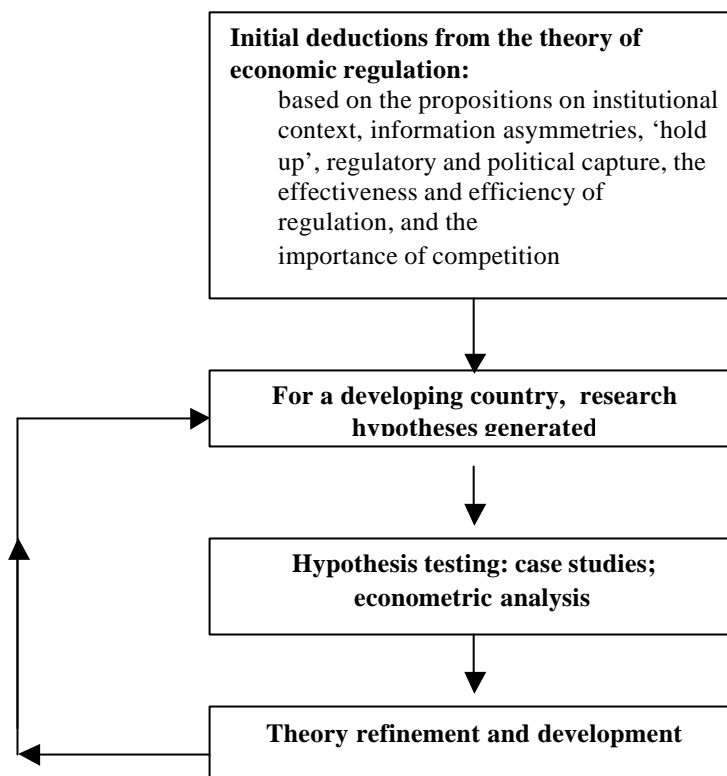 Initial deductions from the theory of
economic regulation:
based on the propositions on institutional
context, information asymmetries, ‘hold
up’, regulatory and political capture, the
effectiveness and efficiency of
regulation, and the
importance of competition
For a developing country, research
hypotheses generated
Hypothesis testing: case studies;
econometric analysis
Theory refinement and development